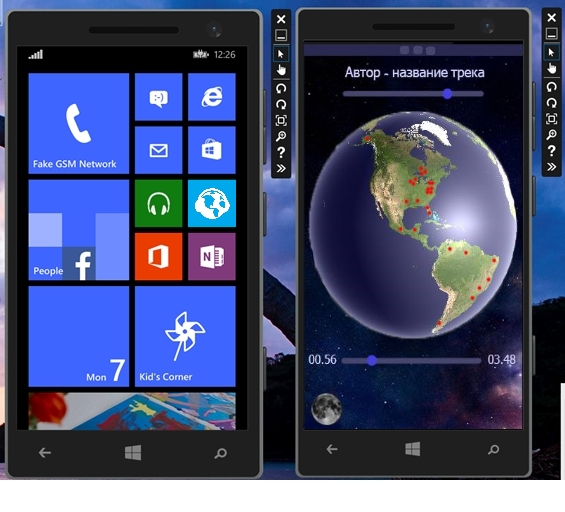 12:26
Fake GSM Network
People
Mon 7
Kid's Corner
Автор - название трека
00.56
03.48